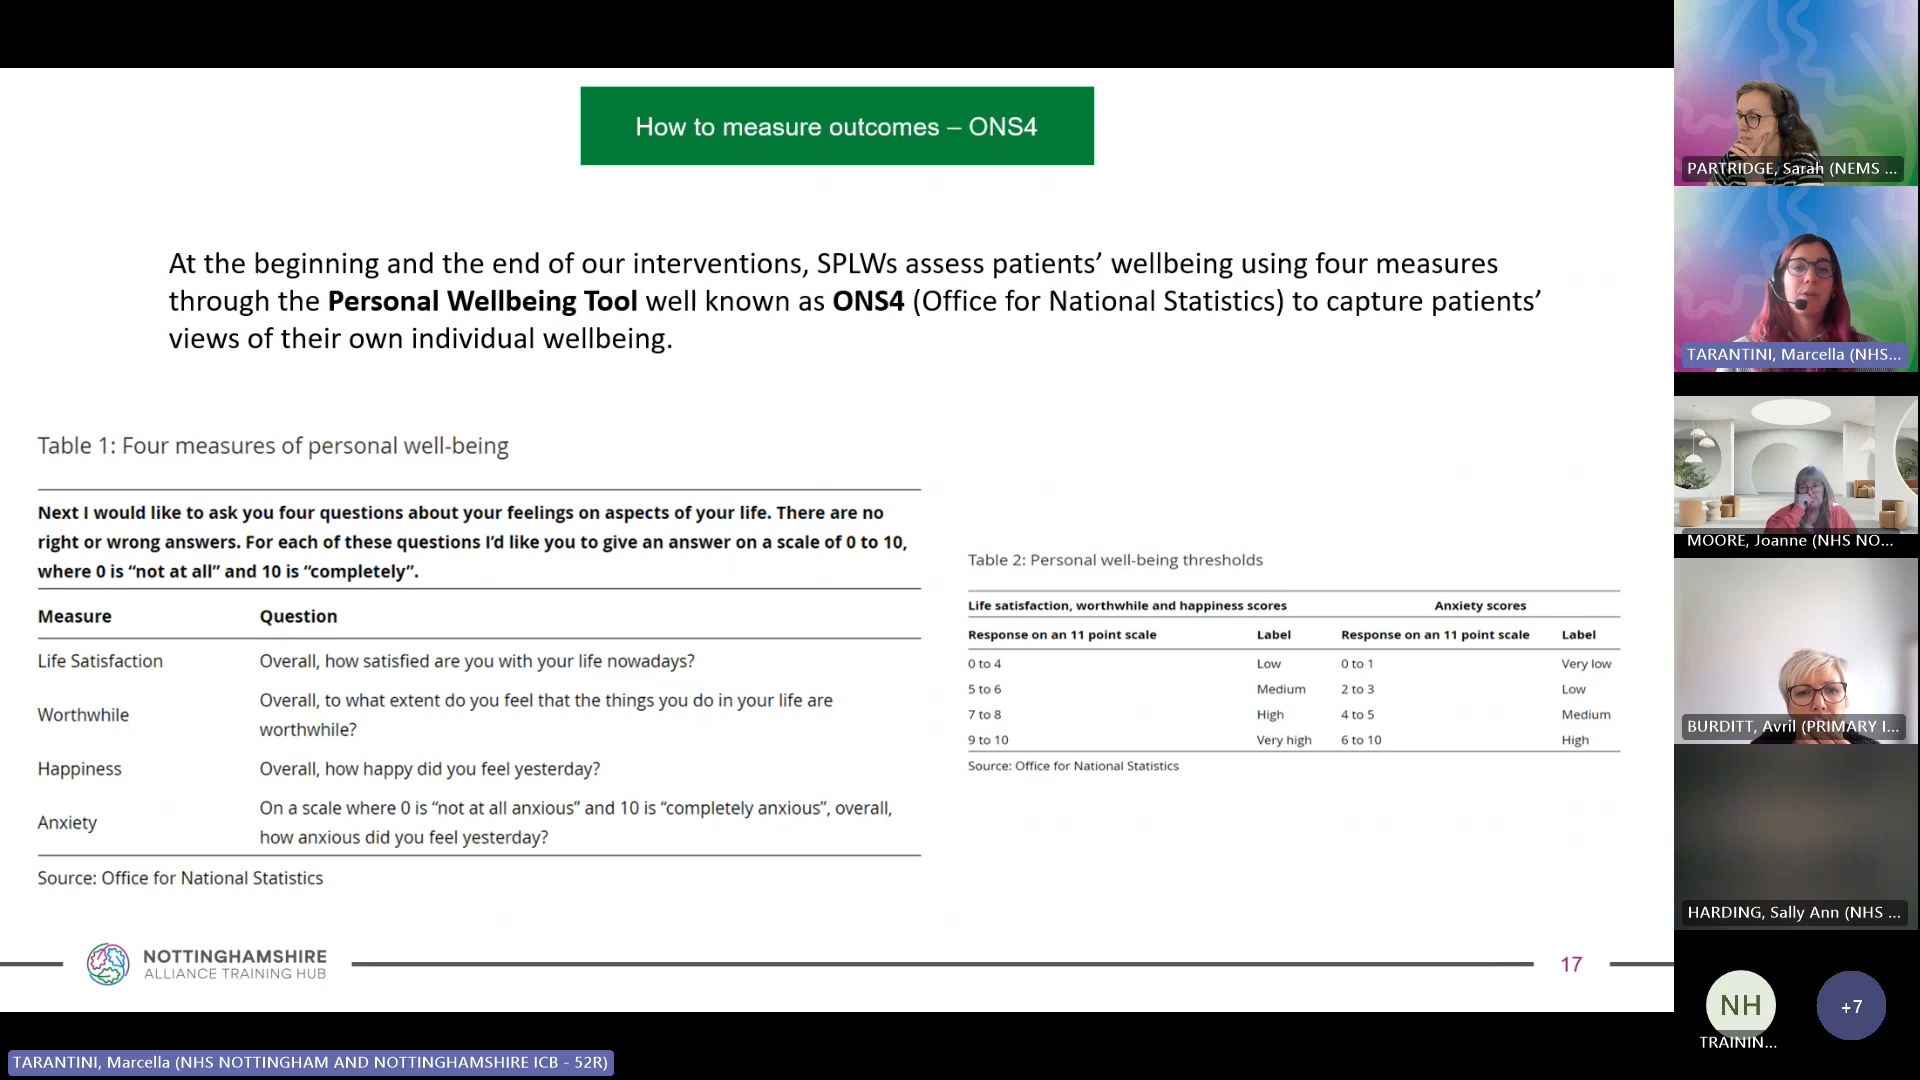 How to measure outcomes – ONS4
At the beginning and the end of our interventions, SPLWs assess patients’ wellbeing using four measures
through the Personal Wellbeing Tool well known as ONS4 (Office for National Statistics) to capture patients’
views of their own individual wellbeing.
Table 1: Four measures of personal well-being
Next I would like to ask you four questions about your feelings on aspects of your life. There are no
right or wrong answers. For each of these questions I’d like you to give an answer on a scale of 0 to 10,
where 0 is “not at all” and 10 is “completely”.
Measure Question
Life Satisfaction Overall, how satisfied are you with your life nowadays?
Worthwhile Overall, to what extent do you feel that the things you do in your life are
worthwhile?
Happiness Overall, how happy did you feel yesterday?
Anxiety On a scale where 0 is “not at all anxious” and 10 is “completely anxious”, overall,
how anxious did you feel yesterday?
Source: Office for National Statistics
Table 2: Personal well-being thresholds
Life satisfaction, worthwhile and happiness scores Anxiety scores
Response on an 11 point scale Label Response on an 11 point scale Label
0 to 4 Low 0 to 1 Very low
5 to 6 Medium 2 to 3 Low
7 to 8 High 4 to 5 Medium
9 to 10 Very high 6 to 10 High
Source: Office for National Statistics
NOTTINGHAMSHIRE
ALLIANCE TRAINING HUB
17
PARTRIDGE, Sarah (NEMS ...
TARANTINI, Marcella (NHS...
MOORE, Joanne (NHS NO...
BURDITT, Avril (PRIMARY I...
HARDING, Sally Ann (NHS ...
NH
+7
TRAININ...
TARANTINI, Marcella (NHS NOTTINGHAM AND NOTTINGHAMSHIRE ICB - 52R)